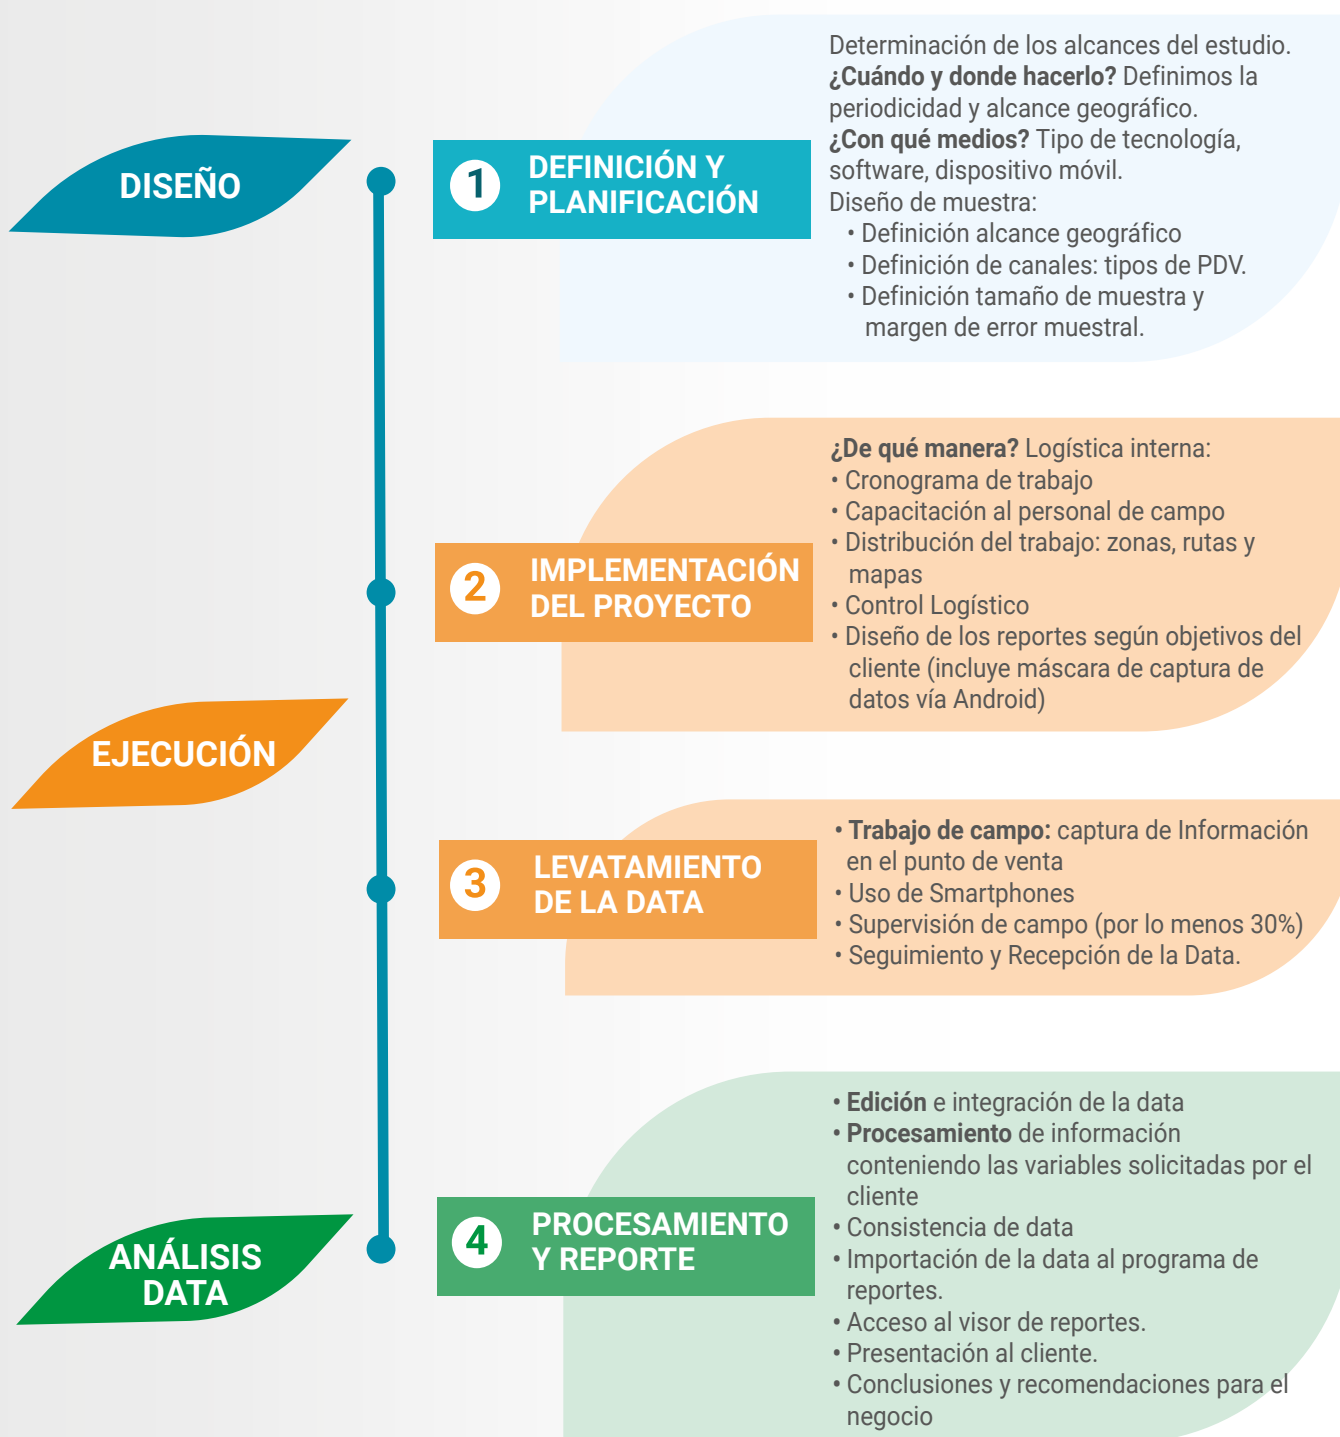 DISEÑO
1
DEFINICIÓN Y
PLANIFICACIÓN
Determinación de los alcances del estudio.
¿Cuándo y donde hacerlo? Definimos la
periodicidad y alcance geográfico.
¿Con qué medios? Tipo de tecnología,
software, dispositivo móvil.
Diseño de muestra:
• Definición alcance geográfico
• Definición de canales: tipos de PDV.
• Definición tamaño de muestra y
margen de error muestral.
EJECUCIÓN
2
IMPLEMENTACIÓN
DEL PROYECTO
¿De qué manera? Logística interna:
• Cronograma de trabajo
• Capacitación al personal de campo
• Distribución del trabajo: zonas, rutas y
mapas
• Control Logístico
• Diseño de los reportes según objetivos del
cliente (incluye máscara de captura de
datos vía Android)
3
LEVATAMIENTO
DE LA DATA
• Trabajo de campo: captura de Información
en el punto de venta
• Uso de Smartphones
• Supervisión de campo (por lo menos 30%)
• Seguimiento y Recepción de la Data.
ANÁLISIS
DATA
4
PROCESAMIENTO
Y REPORTE
• Edición e integración de la data
• Procesamiento de información
conteniendo las variables solicitadas por el
cliente
• Consistencia de data
• Importación de la data al programa de
reportes.
• Acceso al visor de reportes.
• Presentación al cliente.
• Conclusiones y recomendaciones para el
negocio